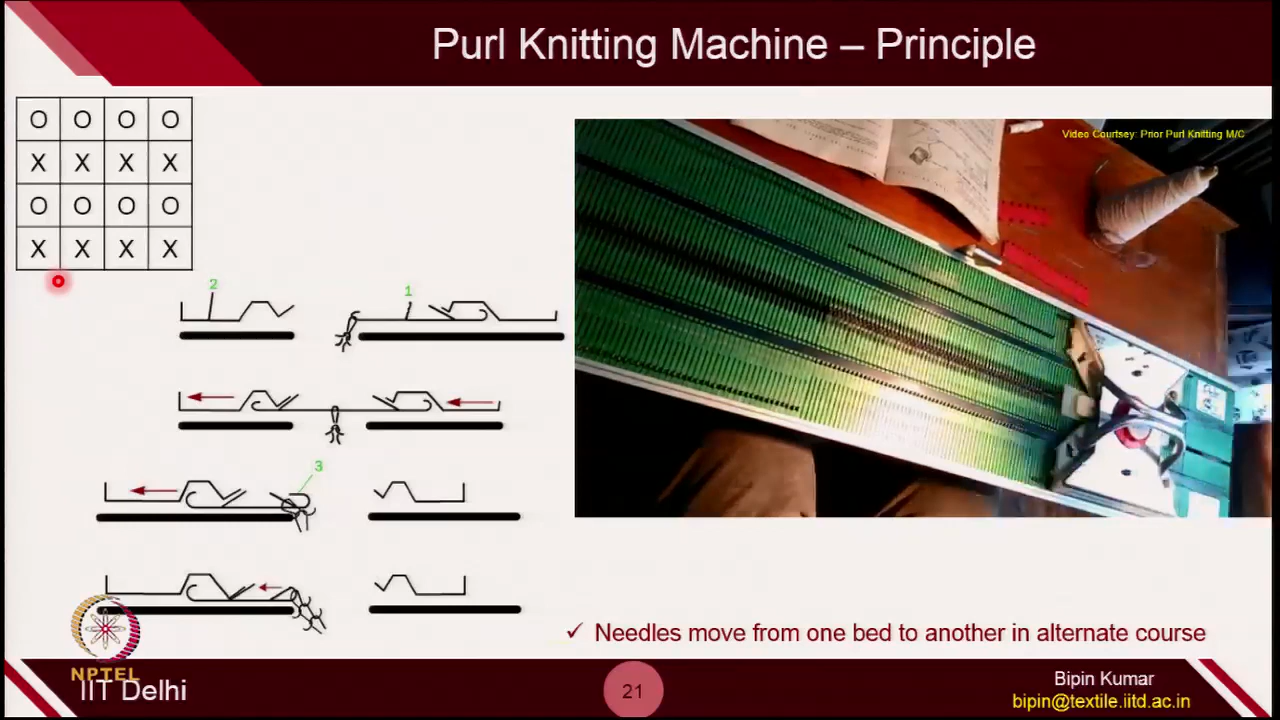 Purl Knitting Machine – Principle
O O O O
X X X X
O O O O
X X X X
Video Courtsey: Prior Purl Knitting M/C
2
1
3
✓ Needles move from one bed to another in alternate course
NPTEL
IIT Delhi
21
Bipin Kumar
bipin@textile.iitd.ac.in